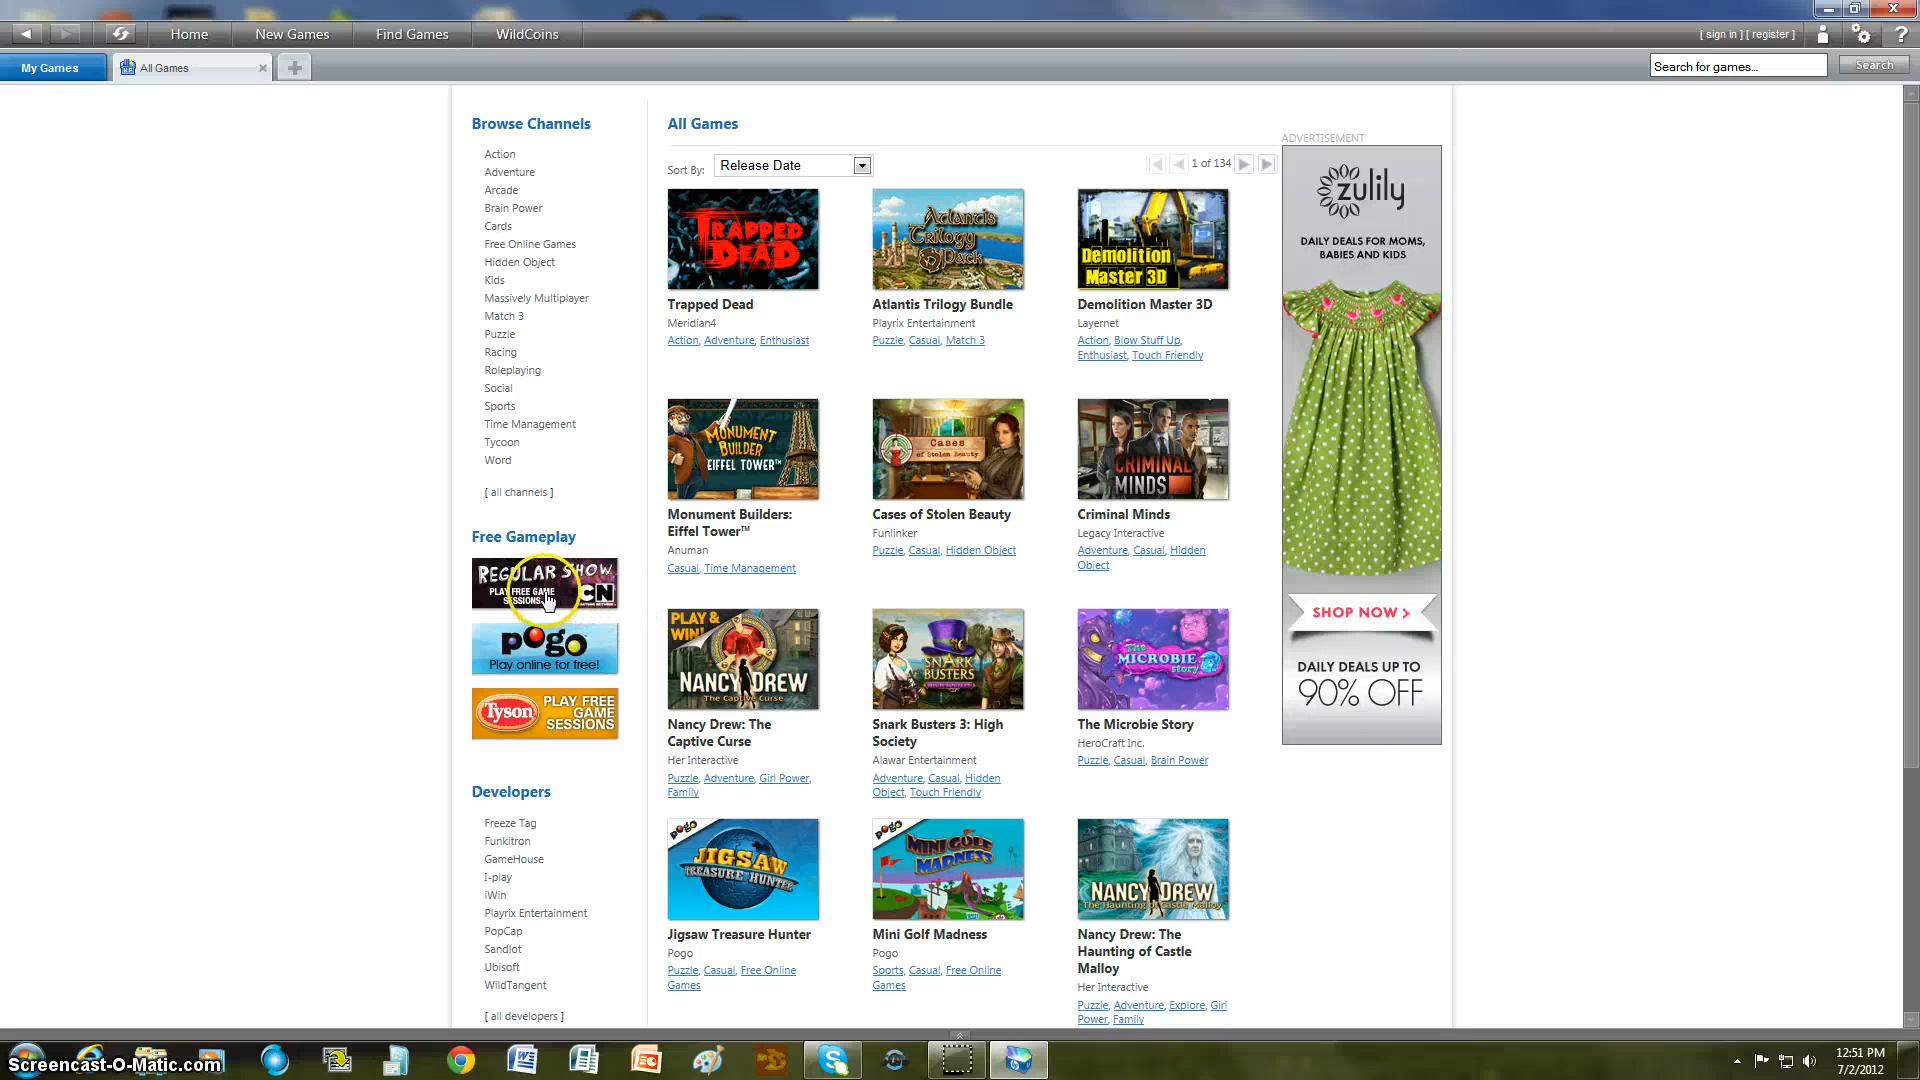 Home
New Games
Find Games
WildCoins
[ sign in ] [ register ]
?
My Games
All Games
Search for games...
Search
Browse Channels
Action
Adventure
Arcade
Brain Power
Cards
Free Online Games
Hidden Object
Kids
Massively Multiplayer
Match 3
Puzzle
Racing
Roleplaying
Social
Sports
Time Management
Tycoon
Word
[ all channels ]
Free Gameplay
REGULAR SHOW
PLAY FREE GAME
SESSIONS
CN
pogo
Play online for free!
Tyson
PLAY FREE
GAME
SESSIONS
Developers
Freeze Tag
Funkitron
GameHouse
I-play
iWin
Playrix Entertainment
PopCap
Sandlot
Ubisoft
WildTangent
[ all developers ]
All Games
Sort By:
Release Date
1 of 134
TRAPPED
DEAD
Trapped Dead
Meridian4
Action, Adventure, Enthusiast
Atlantis
Trilogy
Pack
Atlantis Trilogy Bundle
Playrix Entertainment
Puzzle, Casual, Match 3
Demolition
Master 3D
Demolition Master 3D
Layernet
Action, Blow Stuff Up,
Enthusiast, Touch Friendly
MONUMENT
BUILDER
EIFFEL TOWER™
Monument Builders:
Eiffel Tower™
Anuman
Casual, Time Management
Cases
of Stolen Beauty
Cases of Stolen Beauty
Funlinker
Puzzle, Casual, Hidden Object
CRIMINAL
MINDS
Criminal Minds
Legacy Interactive
Adventure, Casual, Hidden
Object
PLAY &
WIN!
NANCY DREW
The Captive Curse
Nancy Drew: The
Captive Curse
Her Interactive
Puzzle, Adventure, Girl Power,
Family
SNARK
BUSTERS
HIGH SOCIETY
Snark Busters 3: High
Society
Alawar Entertainment
Adventure, Casual, Hidden
Object, Touch Friendly
The
MICROBIE
story
The Microbie Story
HeroCraft Inc.
Puzzle, Casual, Brain Power
pogo
JIGSAW
TREASURE HUNTER
Jigsaw Treasure Hunter
Pogo
Puzzle, Casual, Free Online
Games
pogo
MINI GOLF
MADNESS
Mini Golf Madness
Pogo
Sports, Casual, Free Online
Games
NANCY DREW
The Haunting of Castle Malloy
Nancy Drew: The
Haunting of Castle
Malloy
Her Interactive
Puzzle, Adventure, Explore, Girl
Power, Family
ADVERTISEMENT
zulily
DAILY DEALS FOR MOMS,
BABIES AND KIDS
SHOP NOW >
DAILY DEALS UP TO
90% OFF
Screencast-O-Matic.com
12:51 PM
7/2/2012